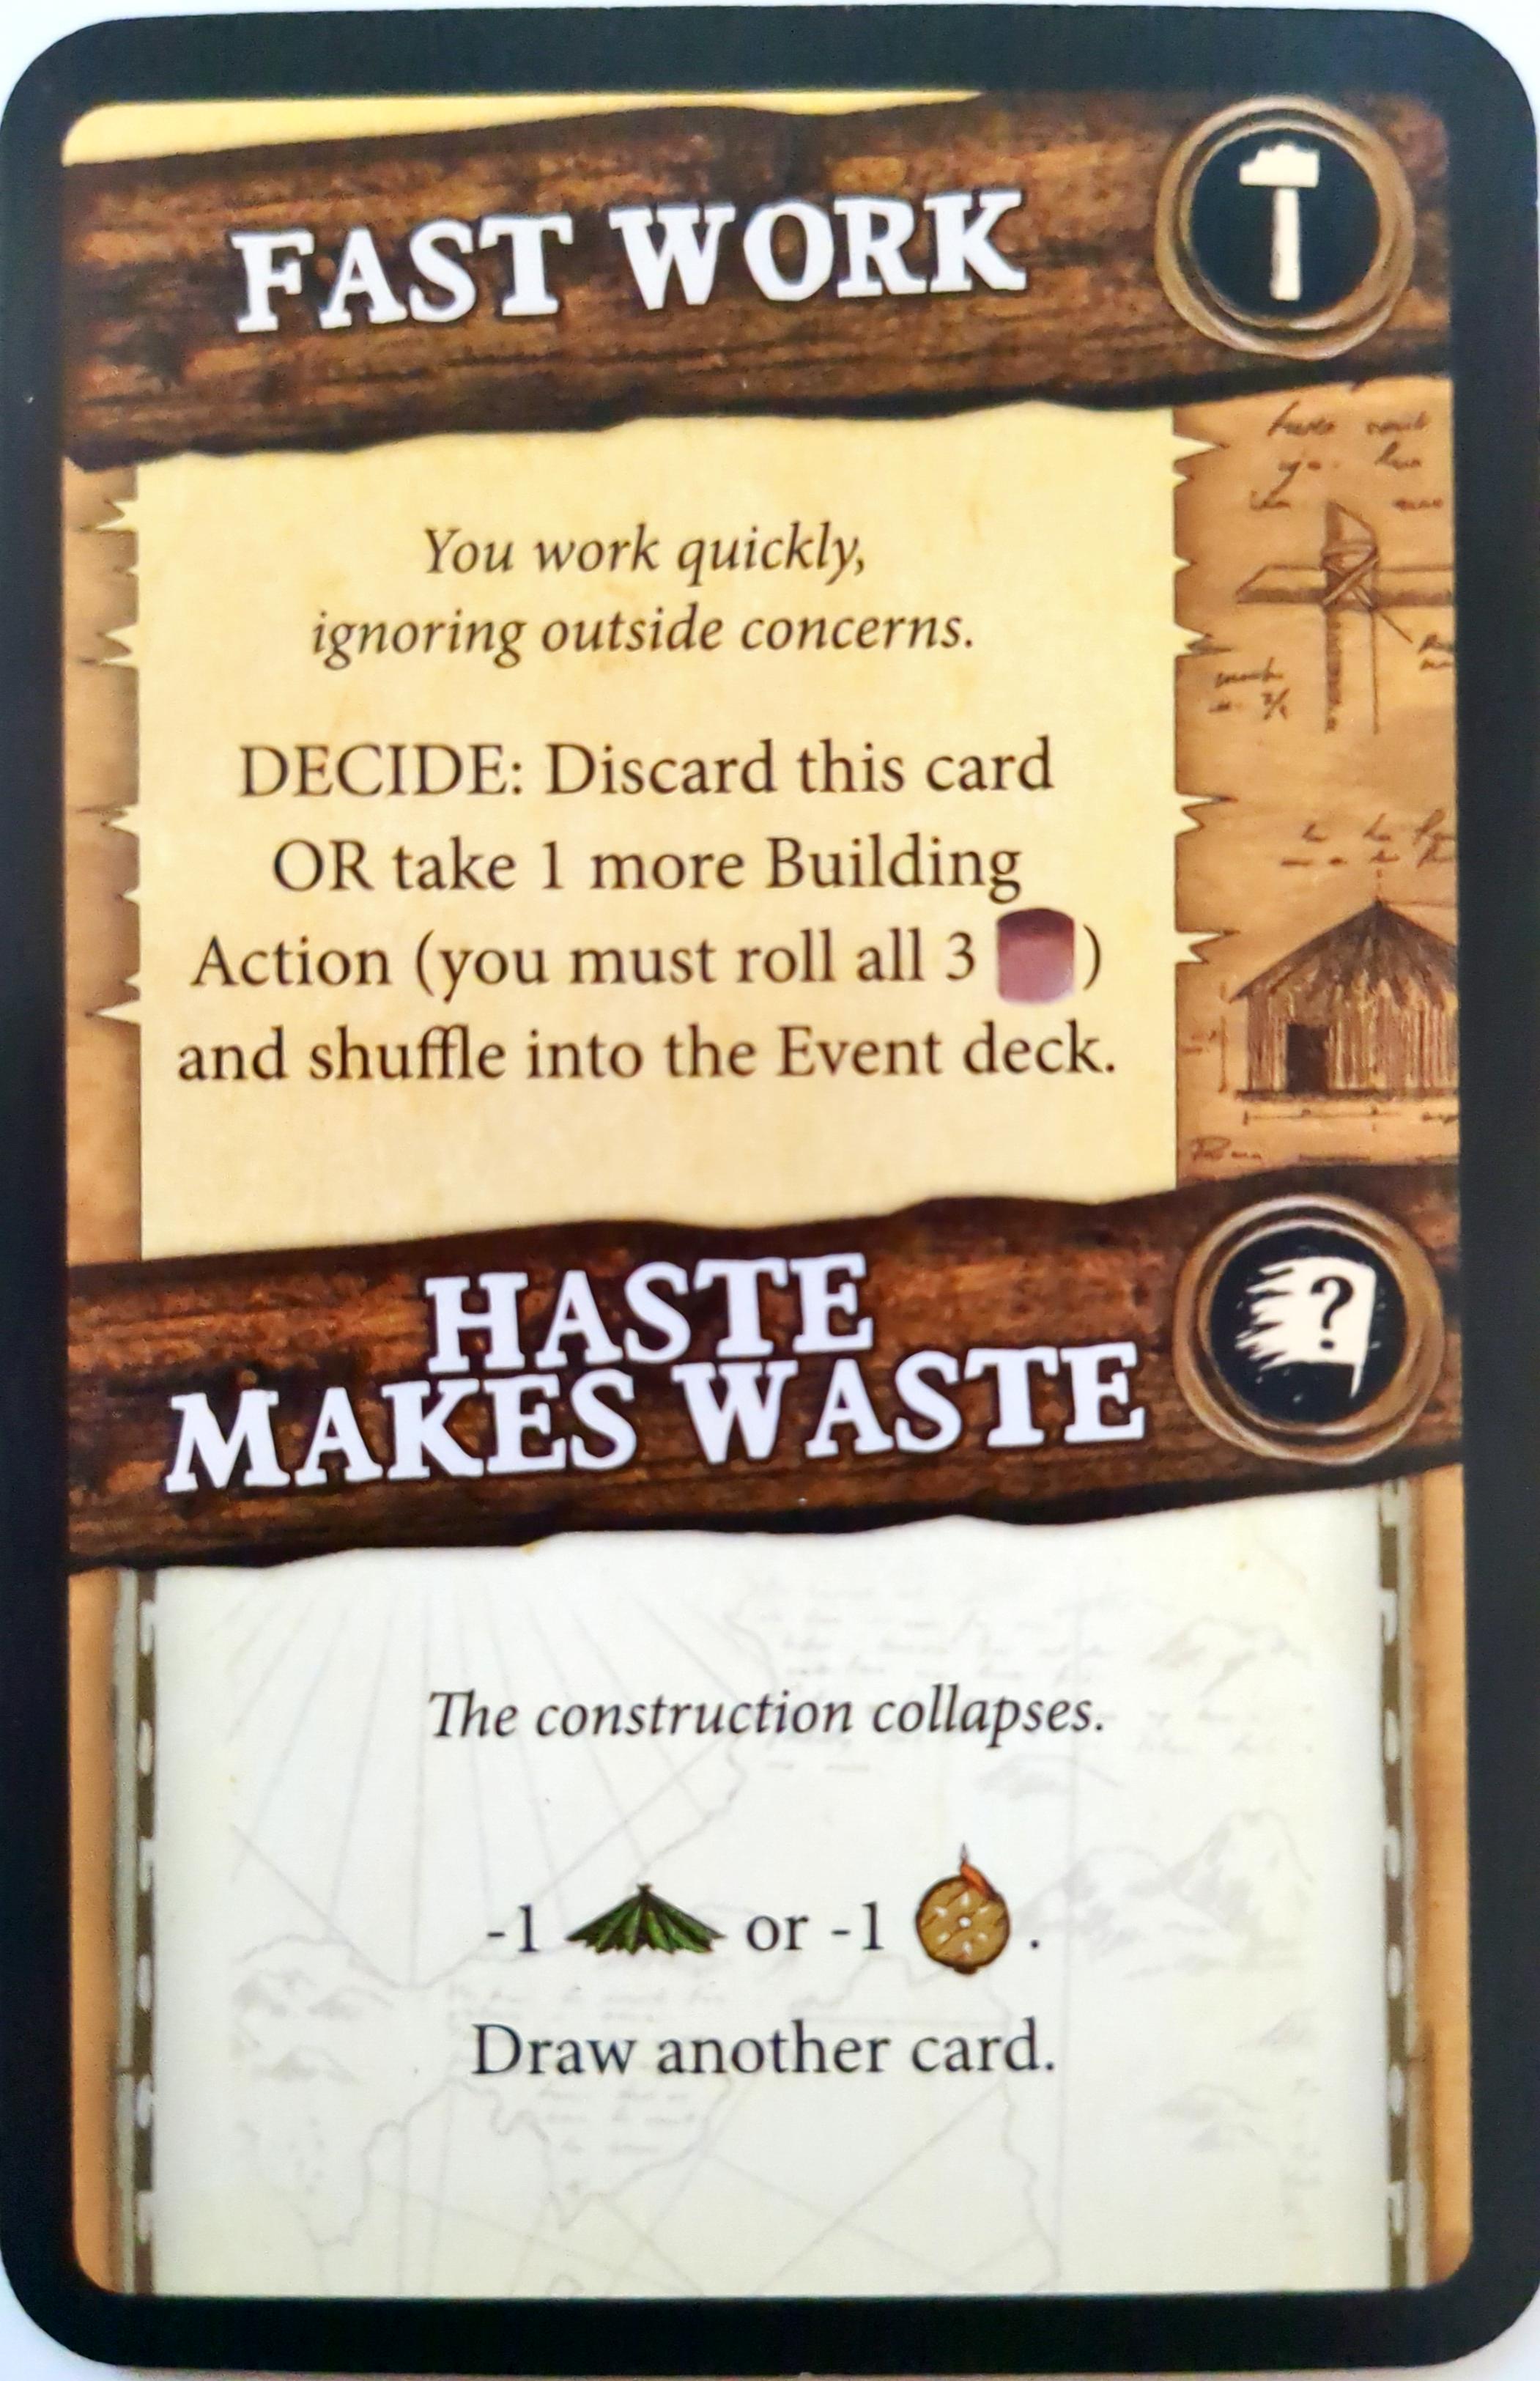 FAST WORK
You work quickly,
ignoring outside concerns.
DECIDE: Discard this card
OR take 1 more Building
Action (you must roll all 3 )
and shuffle into the Event deck.
HASTE
MAKES WASTE
?
The construction collapses.
-1 or -1 .
Draw another card.